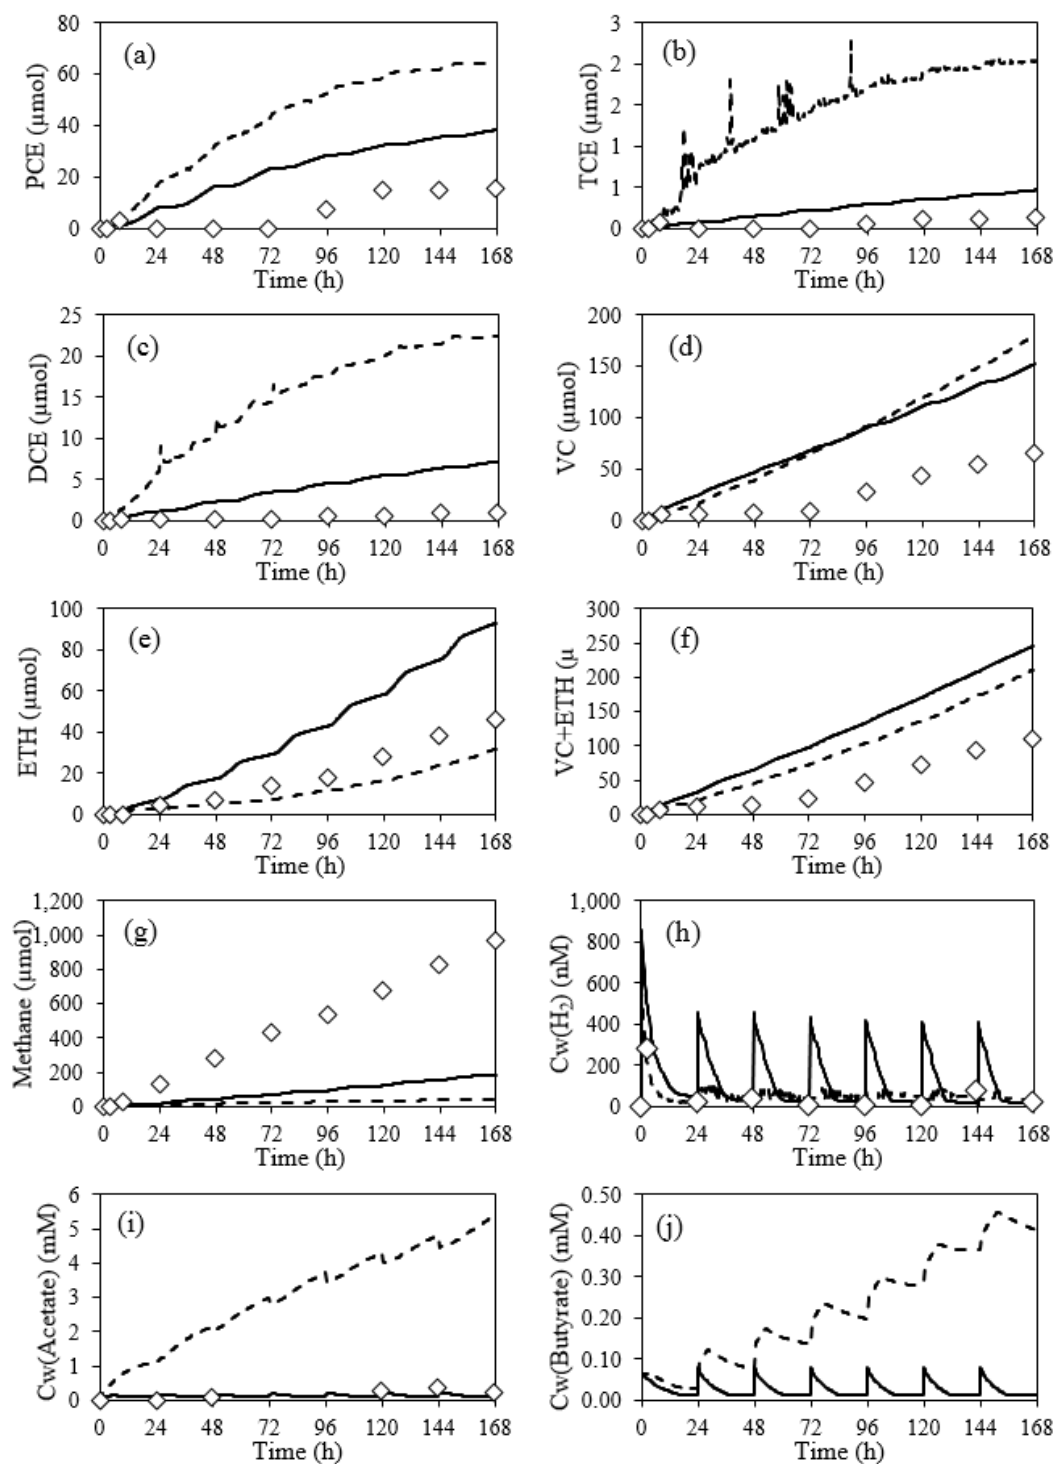 80
60
40
20
0
PCE (μmol)
(a)
0 24 48 72 96 120 144 168
Time (h)
3
2
2
1
1
0
TCE (μmol)
(b)
0 24 48 72 96 120 144 168
Time (h)
25
20
15
10
5
0
DCE (μmol)
(c)
0 24 48 72 96 120 144 168
Time (h)
200
150
100
50
0
VC (μmol)
(d)
0 24 48 72 96 120 144 168
Time (h)
100
80
60
40
20
0
ETH (μmol)
(e)
0 24 48 72 96 120 144 168
Time (h)
300
250
200
150
100
50
0
VC+ETH (μ
(f)
0 24 48 72 96 120 144 168
Time (h)
1,200
1,000
800
600
400
200
0
Methane (μmol)
(g)
0 24 48 72 96 120 144 168
Time (h)
1,000
800
600
400
200
0
Cw(H₂) (nM)
(h)
0 24 48 72 96 120 144 168
Time (h)
6
5
4
3
2
1
0
Cw(Acetate) (mM)
(i)
0 24 48 72 96 120 144 168
Time (h)
0.50
0.40
0.30
0.20
0.10
0.00
Cw(Butyrate) (mM)
(j)
0 24 48 72 96 120 144 168
Time (h)